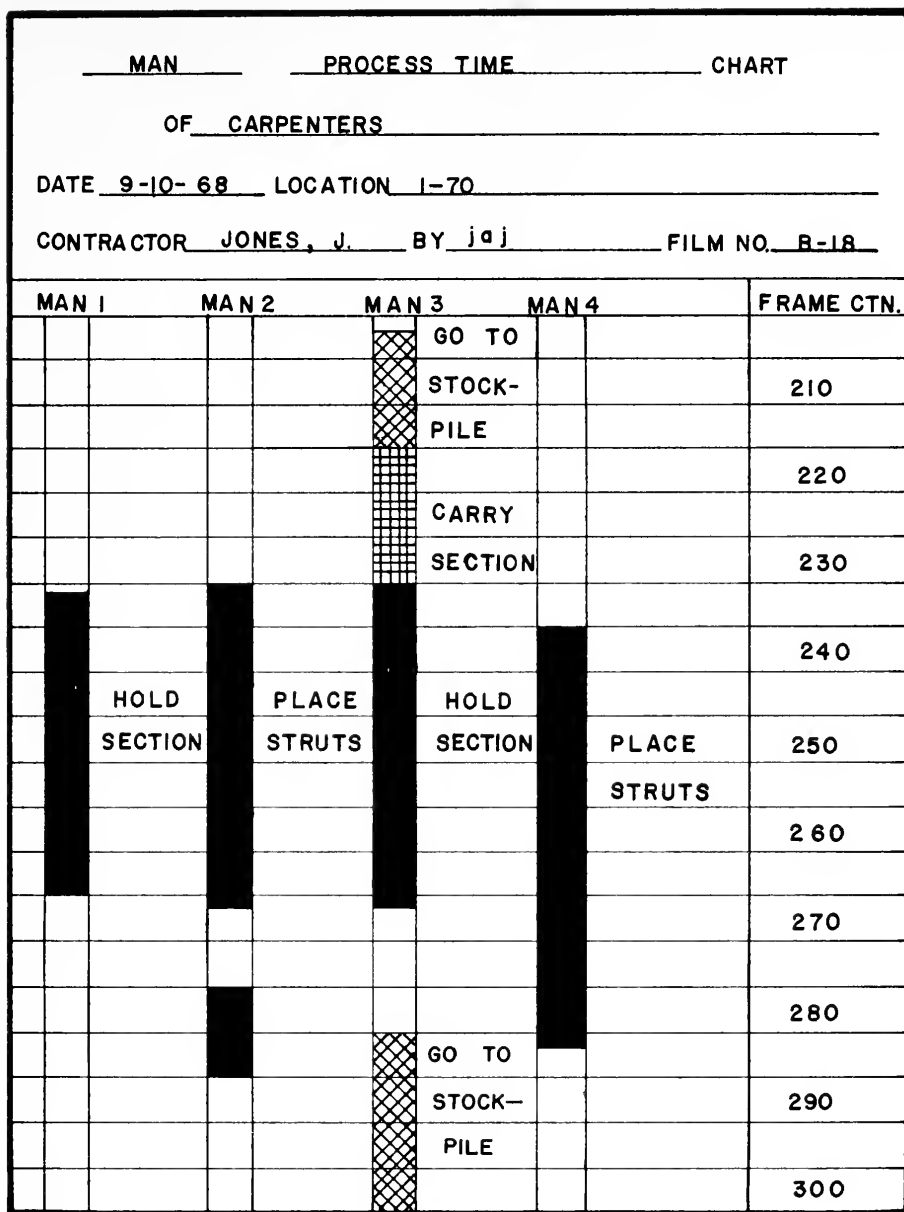 MAN PROCESS TIME CHART
OF CARPENTERS
DATE 9-10-68 LOCATION I-70
CONTRACTOR JONES, J. BY jaj FILM NO. B-18
MAN 1 MAN 2 MAN 3 MAN 4 FRAME CTN.
GO TO
STOCK- 210
PILE
220
CARRY
SECTION 230
240
HOLD PLACE HOLD
SECTION STRUTS SECTION PLACE 250
STRUTS
260
270
280
GO TO
STOCK- 290
PILE
300